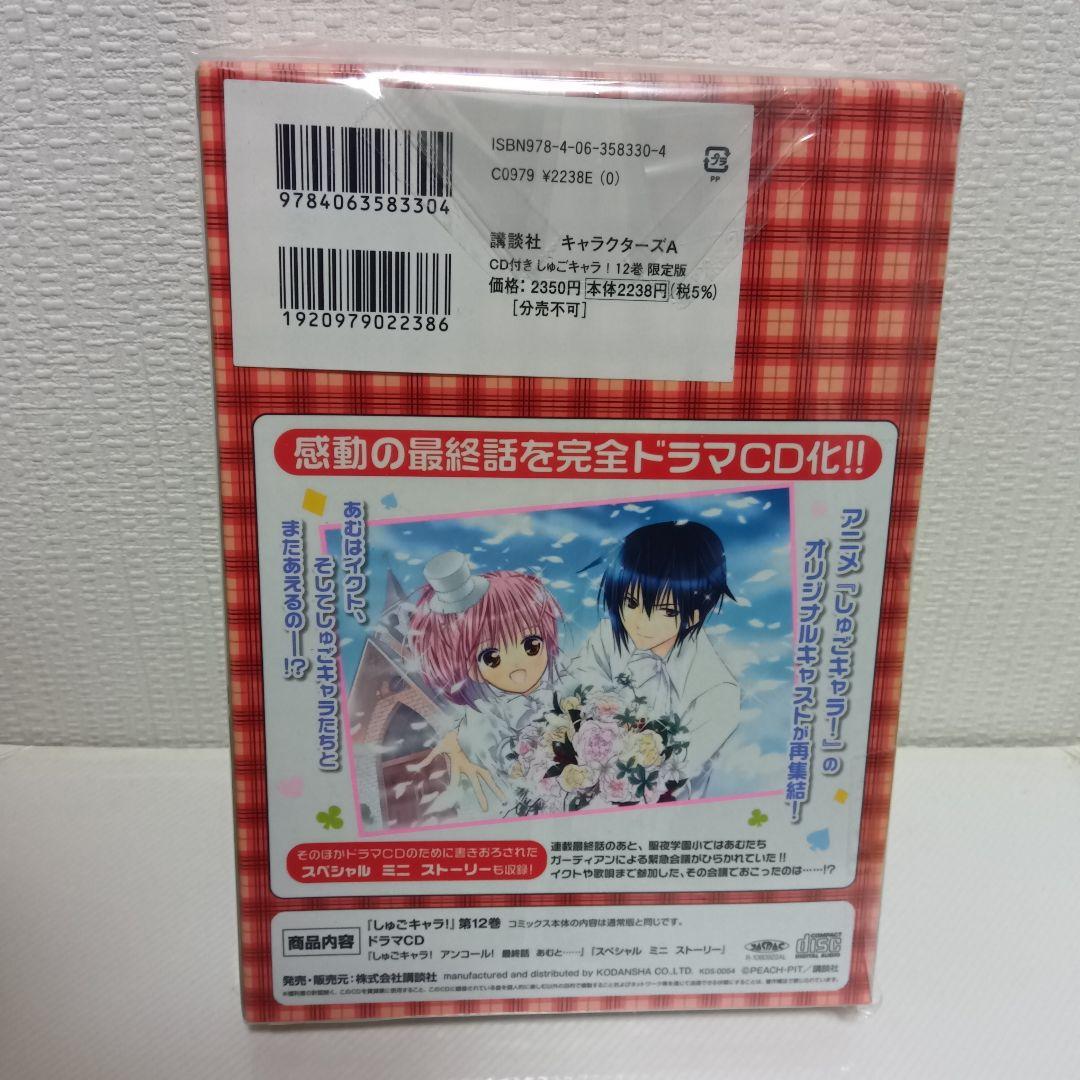 ISBN978-4-06-358330-4
C0979 ¥2238E (0)
プラ
PP
9784063583304
1920979022386
講談社 キャラクターズA
CD付き しゅごキャラ！12巻 限定版
価格：2350円 本体2238円(税5%)
[分売不可]
感動の最終話を完全ドラマCD化!!
アニメ『しゅごキャラ！』の
オリジナルキャストが再集結！
あむはイクト、
そしてしゅごキャラたちと
またあえるの──!?
そのほかドラマCDのために書きおろされた
スペシャル ミニ ストーリーも収録！
連載最終話のあと、聖夜学園小ではあむたち
ガーディアンによる緊急会議がひらかれていた!!
イクトや歌唄まで参加した、その会議でおこったのは……!?
商品内容
『しゅごキャラ!』第12巻 コミックス本体の内容は通常版と同じです。
ドラマCD
『しゅごキャラ! アンコール! 最終話 あむと……』『スペシャル ミニ ストーリー』
COMPACT
disc
DIGITAL AUDIO
発売・販売元：株式会社講談社 manufactured and distributed by KODANSHA CO.,LTD. KDS-0054 ©PEACH-PIT／講談社